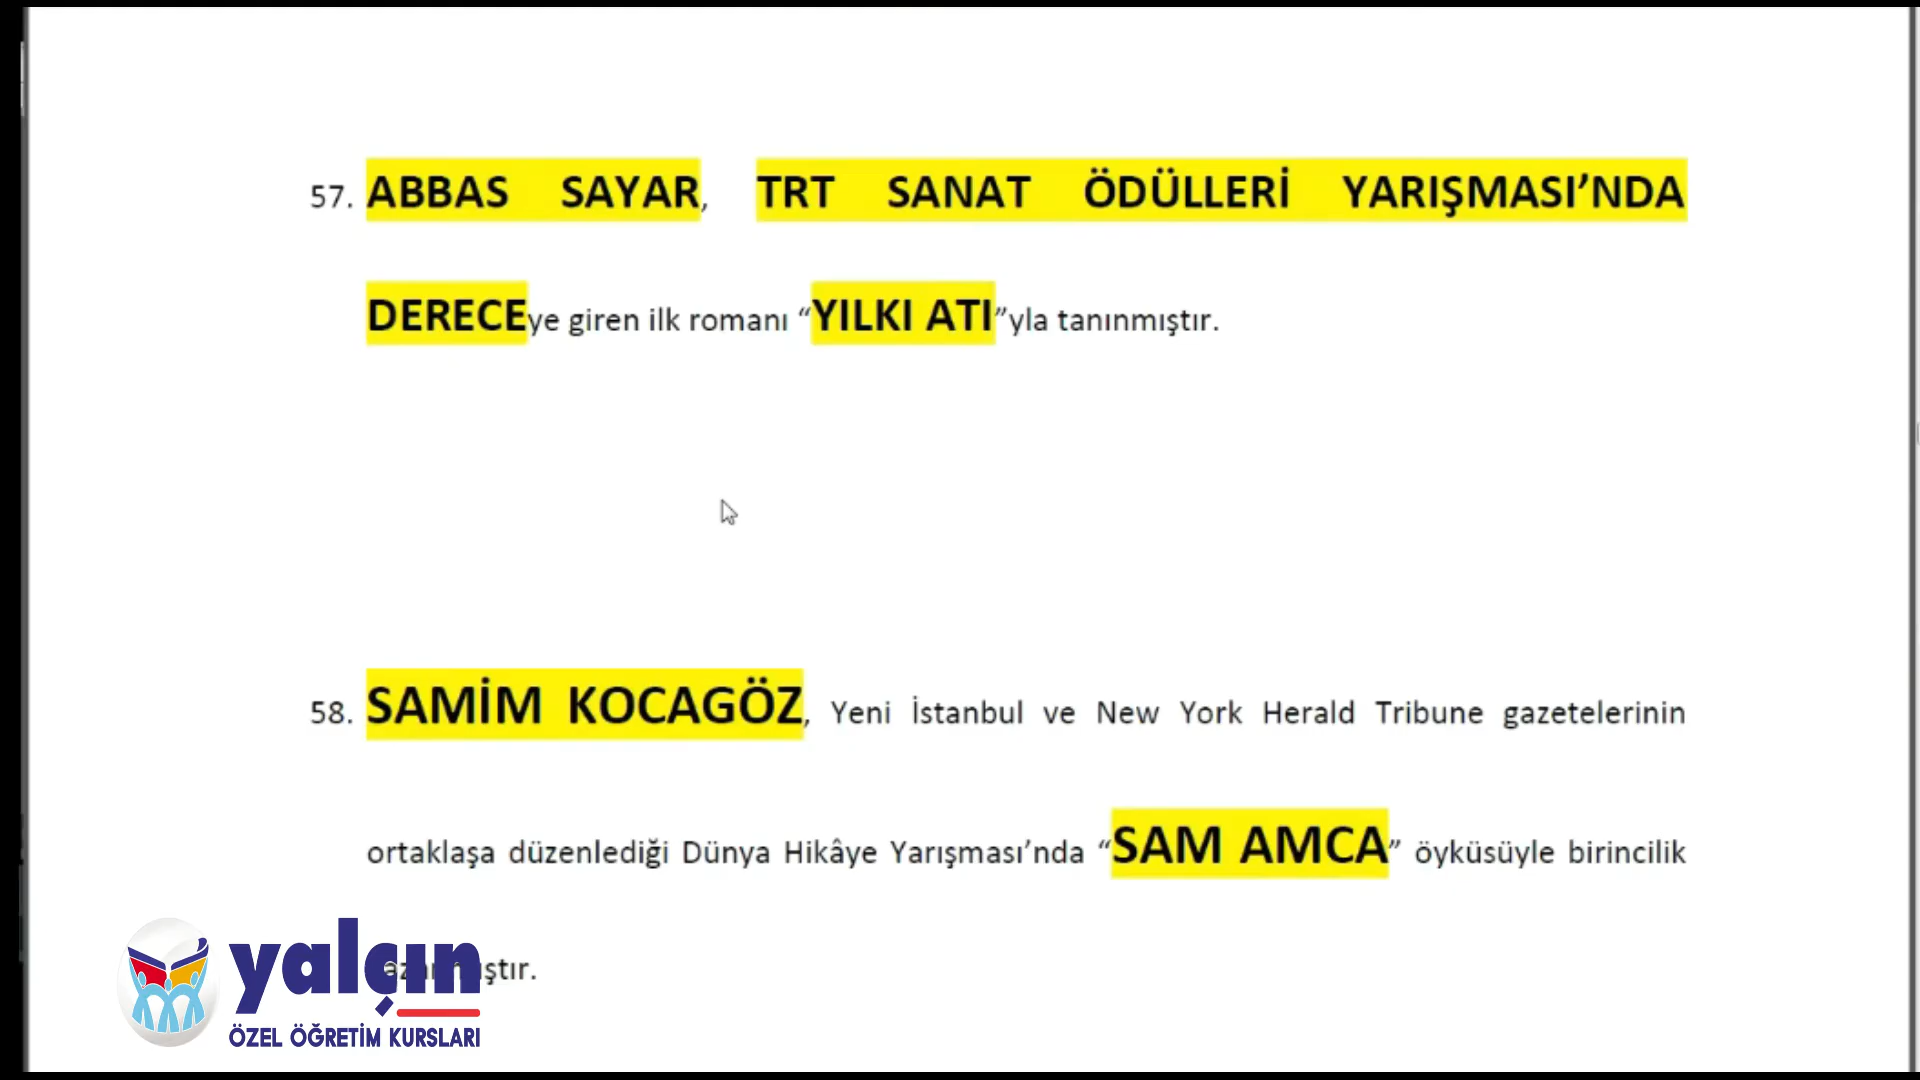 57. ABBAS SAYAR, TRT SANAT ÖDÜLLERİ YARIŞMASI’NDA
DERECEye giren ilk romanı “YILKI ATI”yla tanınmıştır.
58. SAMİM KOCAGÖZ, Yeni İstanbul ve New York Herald Tribune gazetelerinin
ortaklaşa düzenlediği Dünya Hikâye Yarışması’nda “SAM AMCA” öyküsüyle birincilik
yalçın
ÖZEL ÖĞRETİM KURSLARI